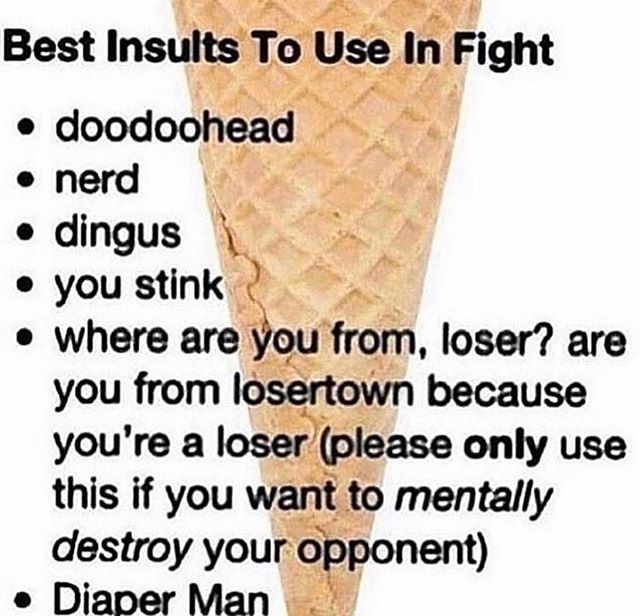 Best Insults To Use In Fight
• doodoohead
• nerd
• dingus
• you stink
• where are you from, loser? are
you from losertown because
you're a loser (please only use
this if you want to mentally
destroy your opponent)
• Diaper Man